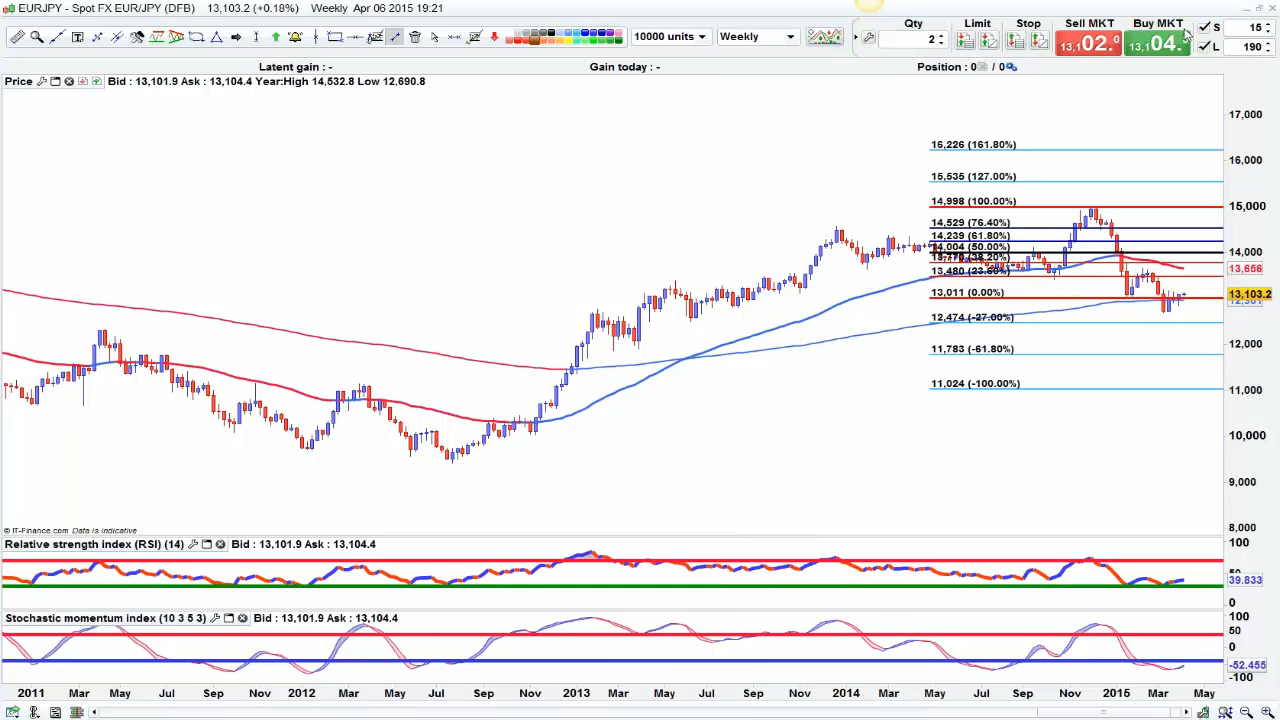 EURJPY - Spot FX EUR/JPY (DFB) 13,103.2 (+0.18%) Weekly Apr 06 2015 19:21
10000 units Weekly
Qty
2
Limit
Stop
Sell MKT
13,102.0
Buy MKT
13,104.
S 15
L 190
Latent gain : - Gain today : - Position : 0 / 0
Price Bid : 13,101.9 Ask : 13,104.4 Year:High 14,532.8 Low 12,690.8
17,000
16,226 (161.80%)
16,000
15,535 (127.00%)
14,998 (100.00%)
15,000
14,529 (76.40%)
14,239 (61.80%)
14,004 (50.00%)
14,000
13,770 (38.20%)
13,480 (23.60%)
13,656
13,011 (0.00%)
13,103.2
12,474 (-27.00%)
12,000
11,783 (-61.80%)
11,024 (-100.00%)
11,000
10,000
9,000
8,000
© IT-Finance.com Data is indicative
Relative strength index (RSI) (14) Bid : 13,101.9 Ask : 13,104.4
100
39.833
0
Stochastic momentum index (10 3 5 3) Bid : 13,101.9 Ask : 13,104.4
100
50
0
-52.455
-100
2011 Mar May Jul Sep Nov 2012 Mar May Jul Sep Nov 2013 Mar May Jul Sep Nov 2014 Mar May Jul Sep Nov 2015 Mar May